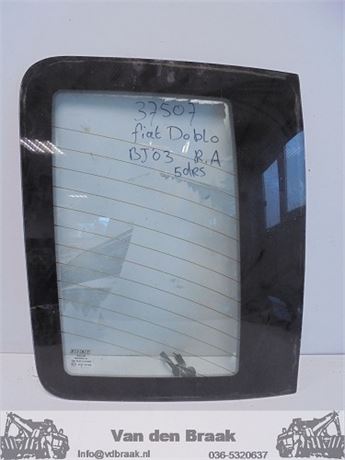 37507
fiat Doblo
BJ03 R.A
5drs
Van den Braak
Info@vdbraak.nl 036-5320637